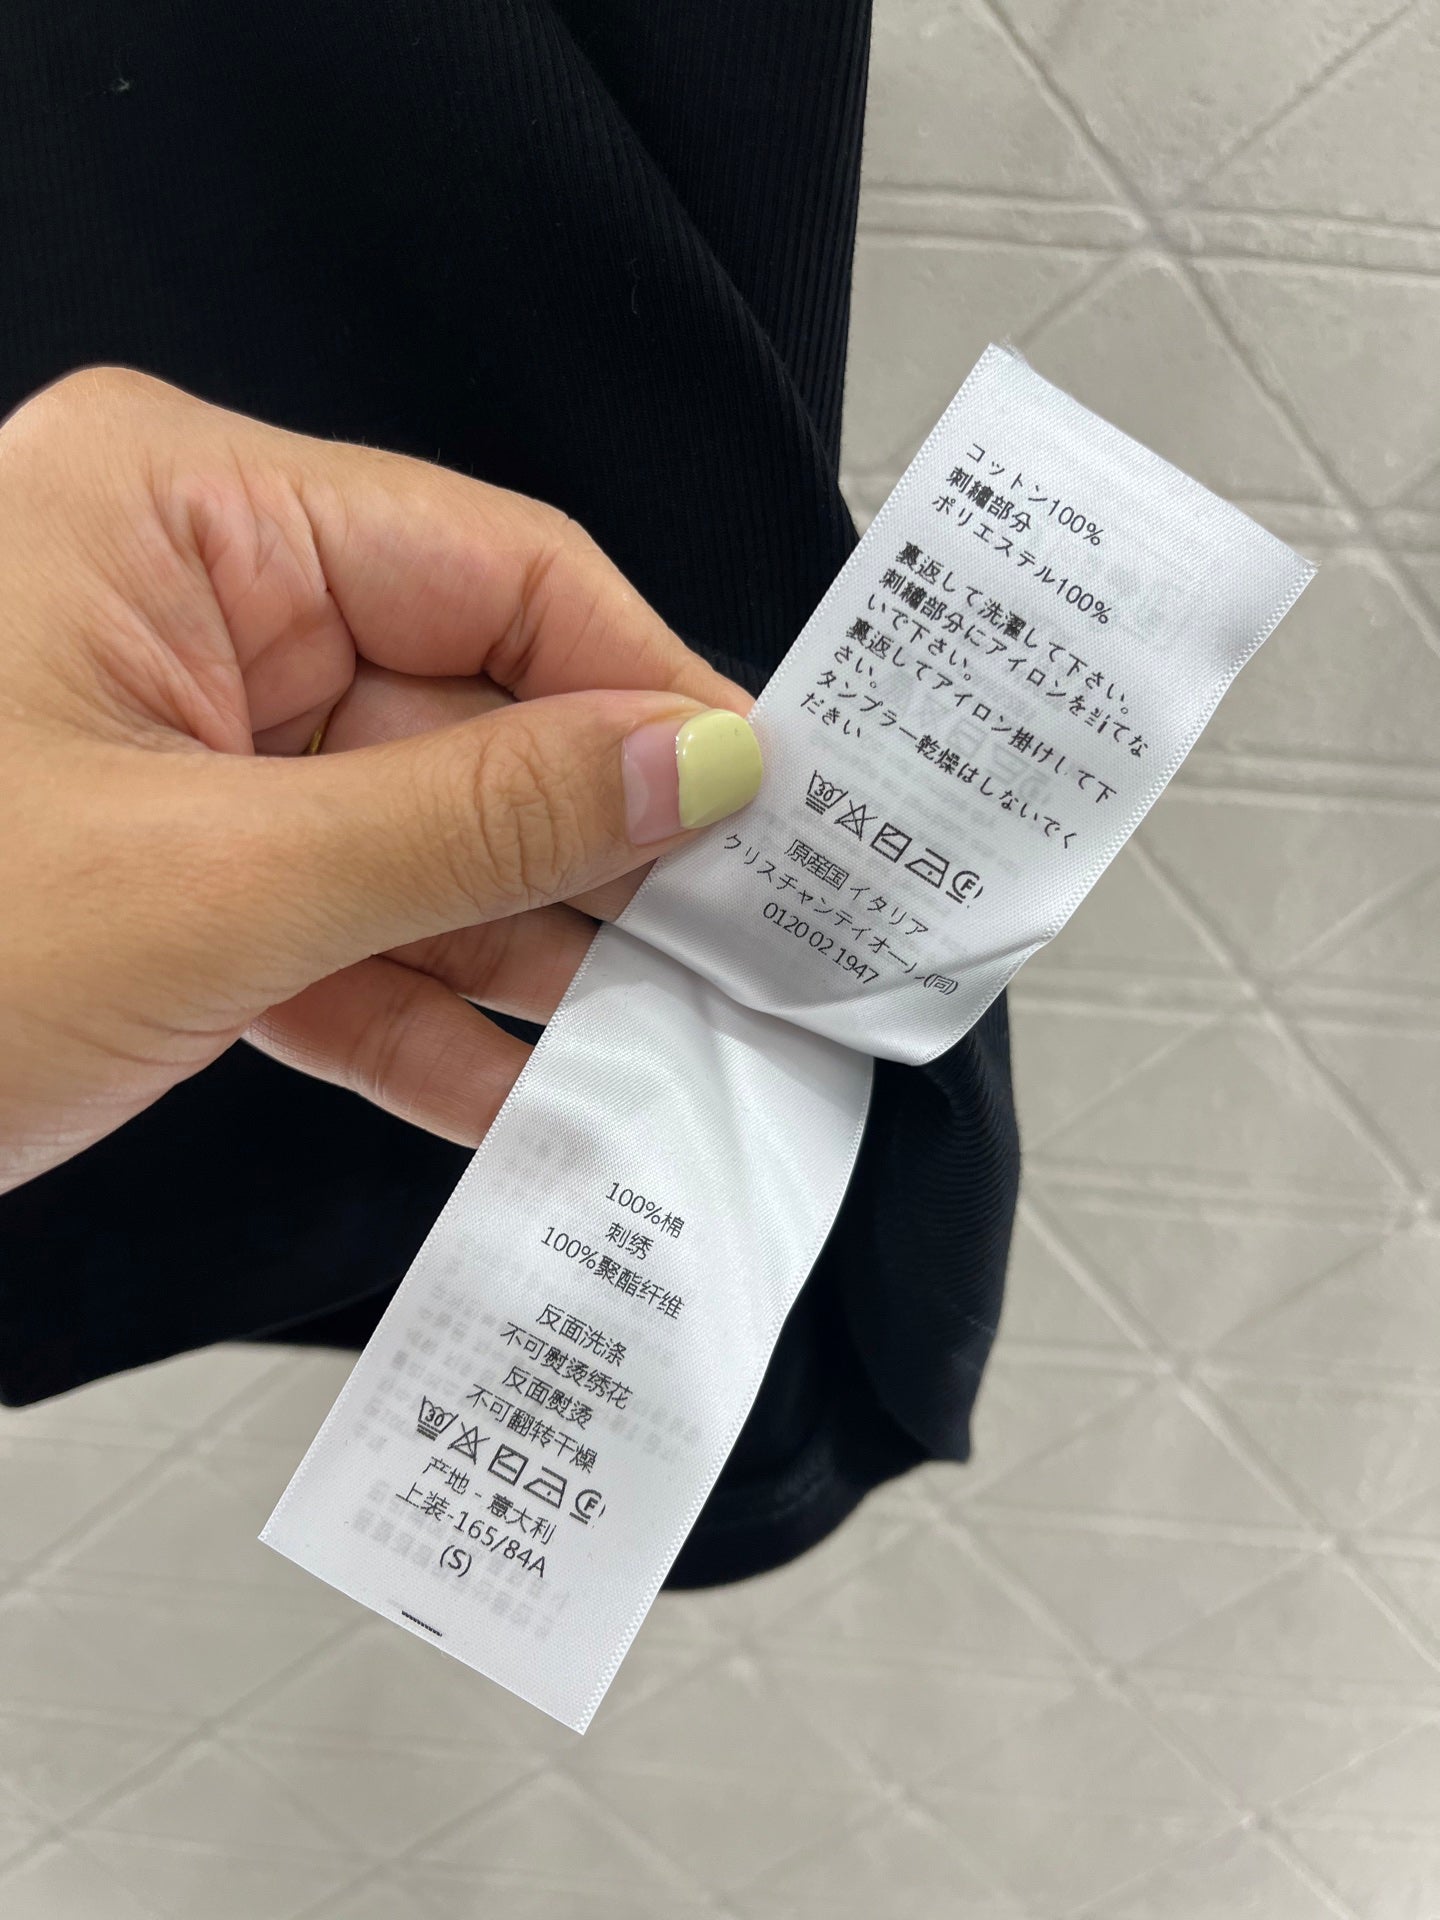 コットン100%
刺繍部分
ポリエステル100%
裏返して洗濯して下さい。
刺繍部分にアイロンを当てな
いで下さい。
裏返してアイロン掛けして下
さい。
タンブラー乾燥はしないでく
ださい
30 F
原産国 イタリア
クリスチャンディオール(同)
0120 02 1947
100%棉
刺绣
100%聚酯纤维
反面洗涤
不可熨烫绣花
反面熨烫
不可翻转干燥
30 F
产地 - 意大利
上装-165/84A
(S)